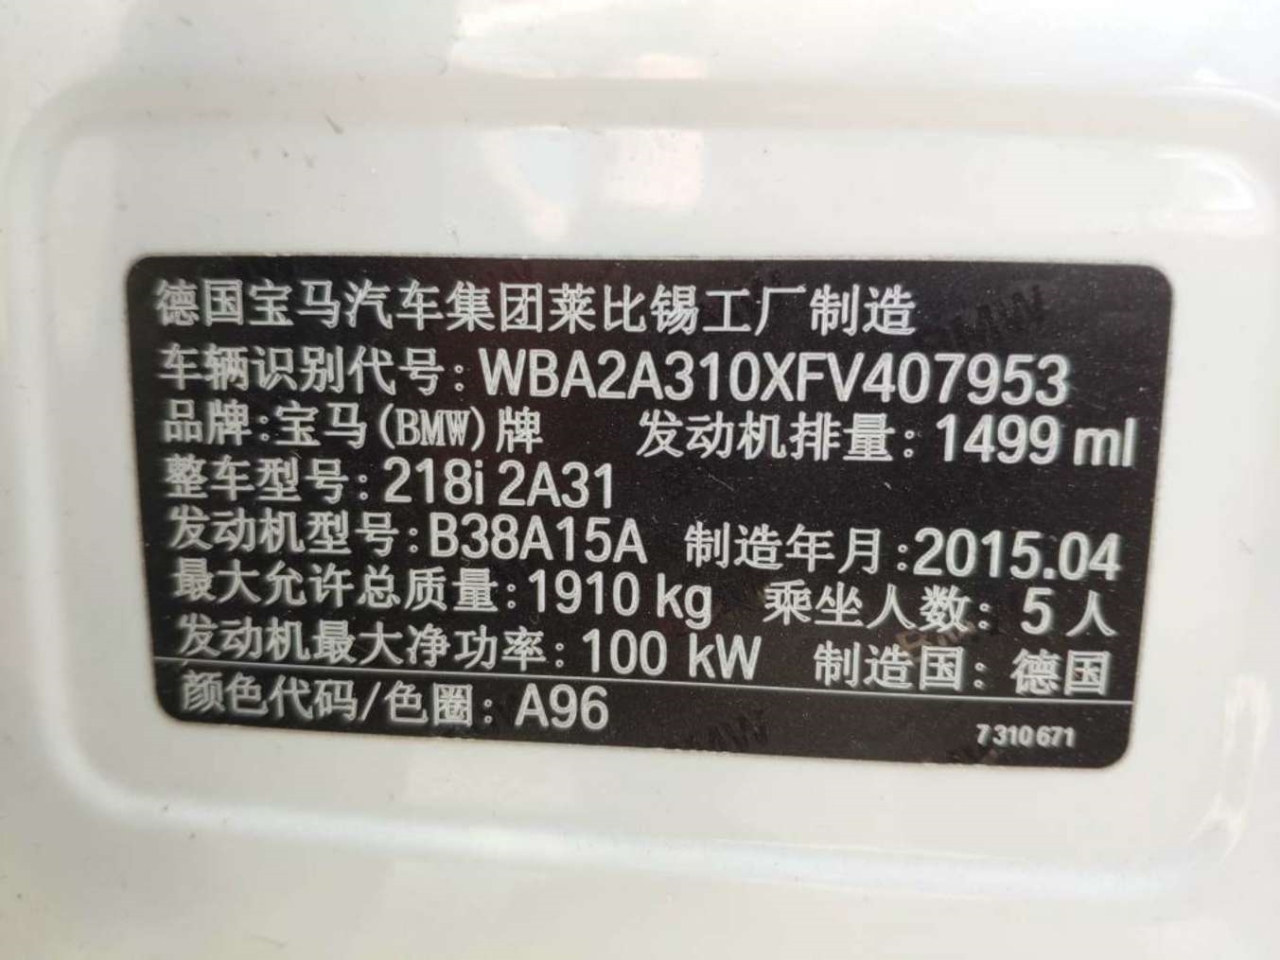 德国宝马汽车集团莱比锡工厂制造
车辆识别代号: WBA2A310XFV407953
品牌:宝马(BMW)牌 发动机排量: 1499 ml
整车型号: 218i 2A31
发动机型号: B38A15A 制造年月:2015.04
最大允许总质量: 1910 kg 乘坐人数: 5 人
发动机最大净功率: 100 kW 制造国: 德国
颜色代码/色圈: A96
7 310 671